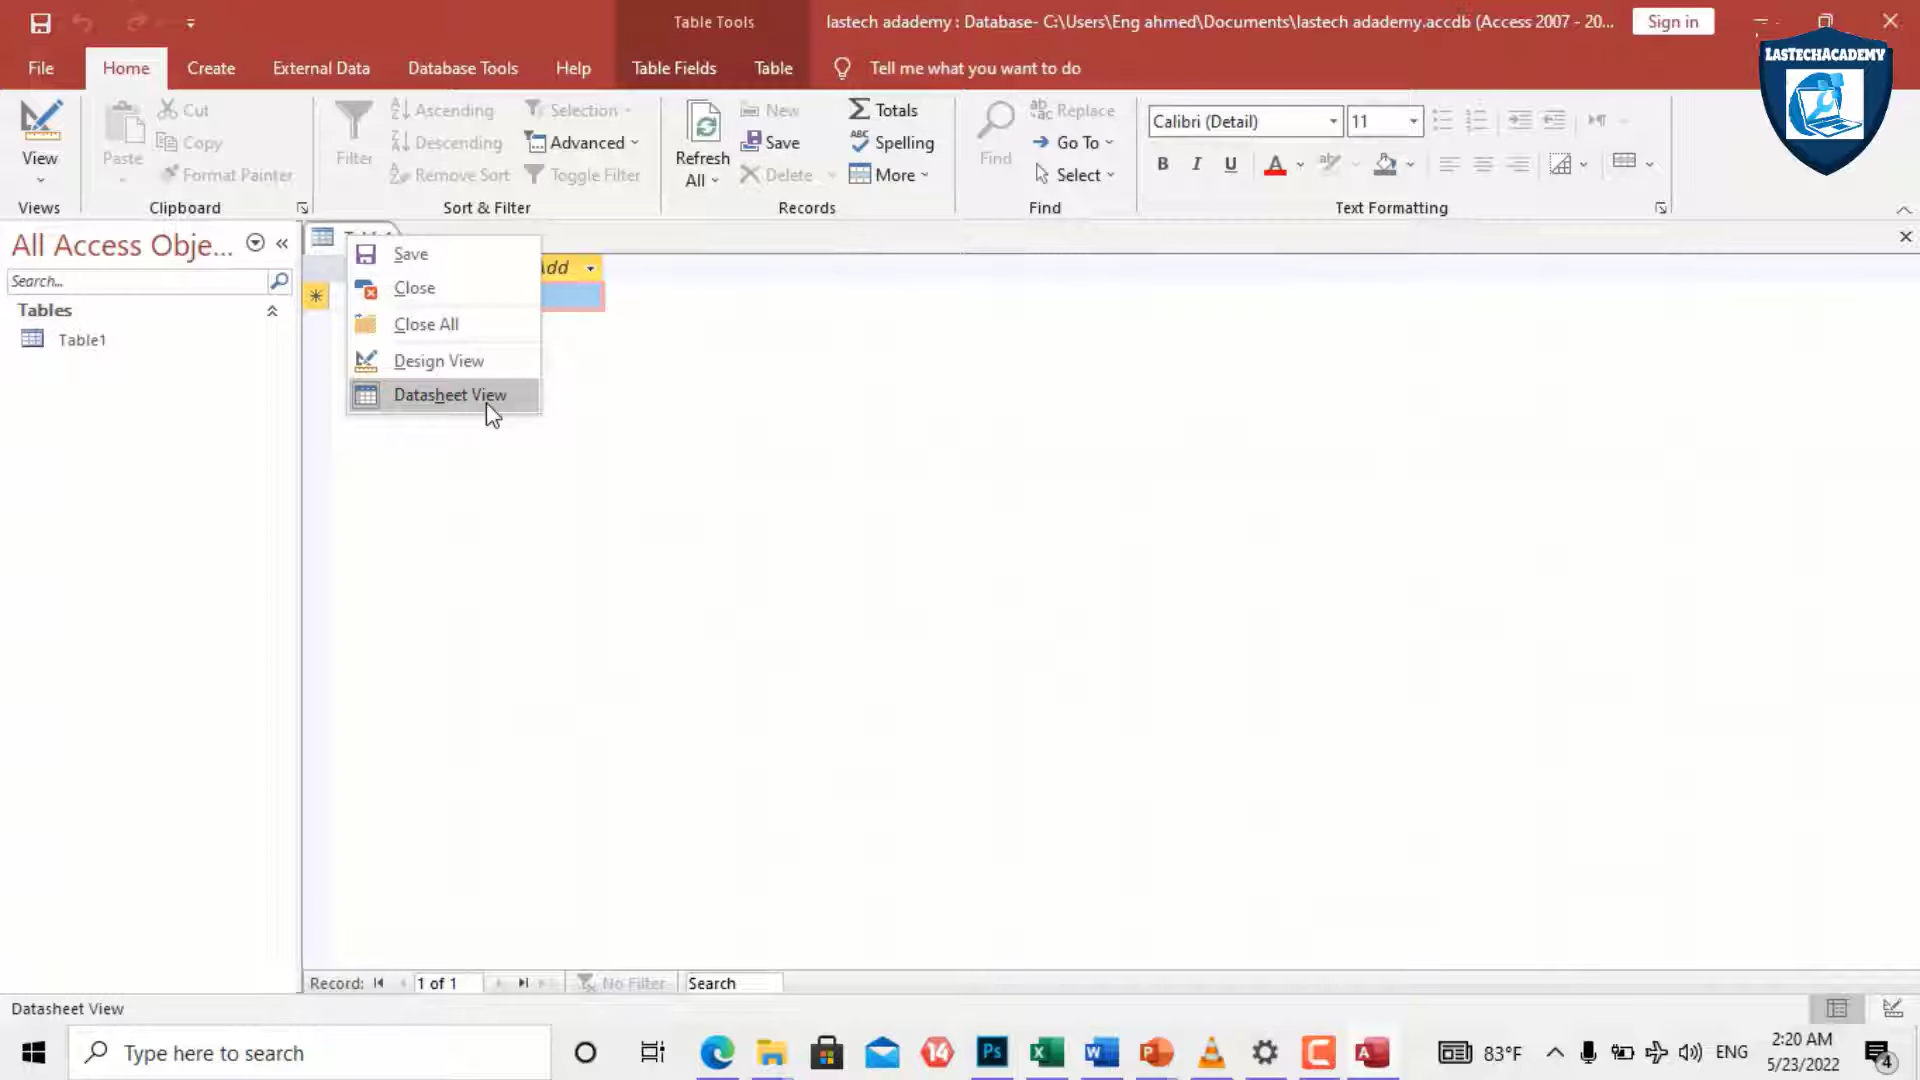 Table Tools
lastech adademy : Database- C:\Users\Eng ahmed\Documents\lastech adademy.accdb (Access 2007 - 20...
Sign in
File
Home
Create
External Data
Database Tools
Help
Table Fields
Table
Tell me what you want to do
LASTECHACADEMY
View
Paste
Cut
Copy
Format Painter
Filter
Ascending
Descending
Remove Sort
Selection
Advanced
Toggle Filter
Refresh
All
New
Save
Delete
Totals
Spelling
More
Find
Replace
Go To
Select
Calibri (Detail)
11
B I U A
Views
Clipboard
Sort & Filter
Records
Find
Text Formatting
All Access Obje...
Search...
Tables
Table1
Save
Close
Close All
Design View
Datasheet View
Record:
1 of 1
No Filter
Search
Datasheet View
Type here to search
14
Ps
83°F
ENG
2:20 AM
5/23/2022
4